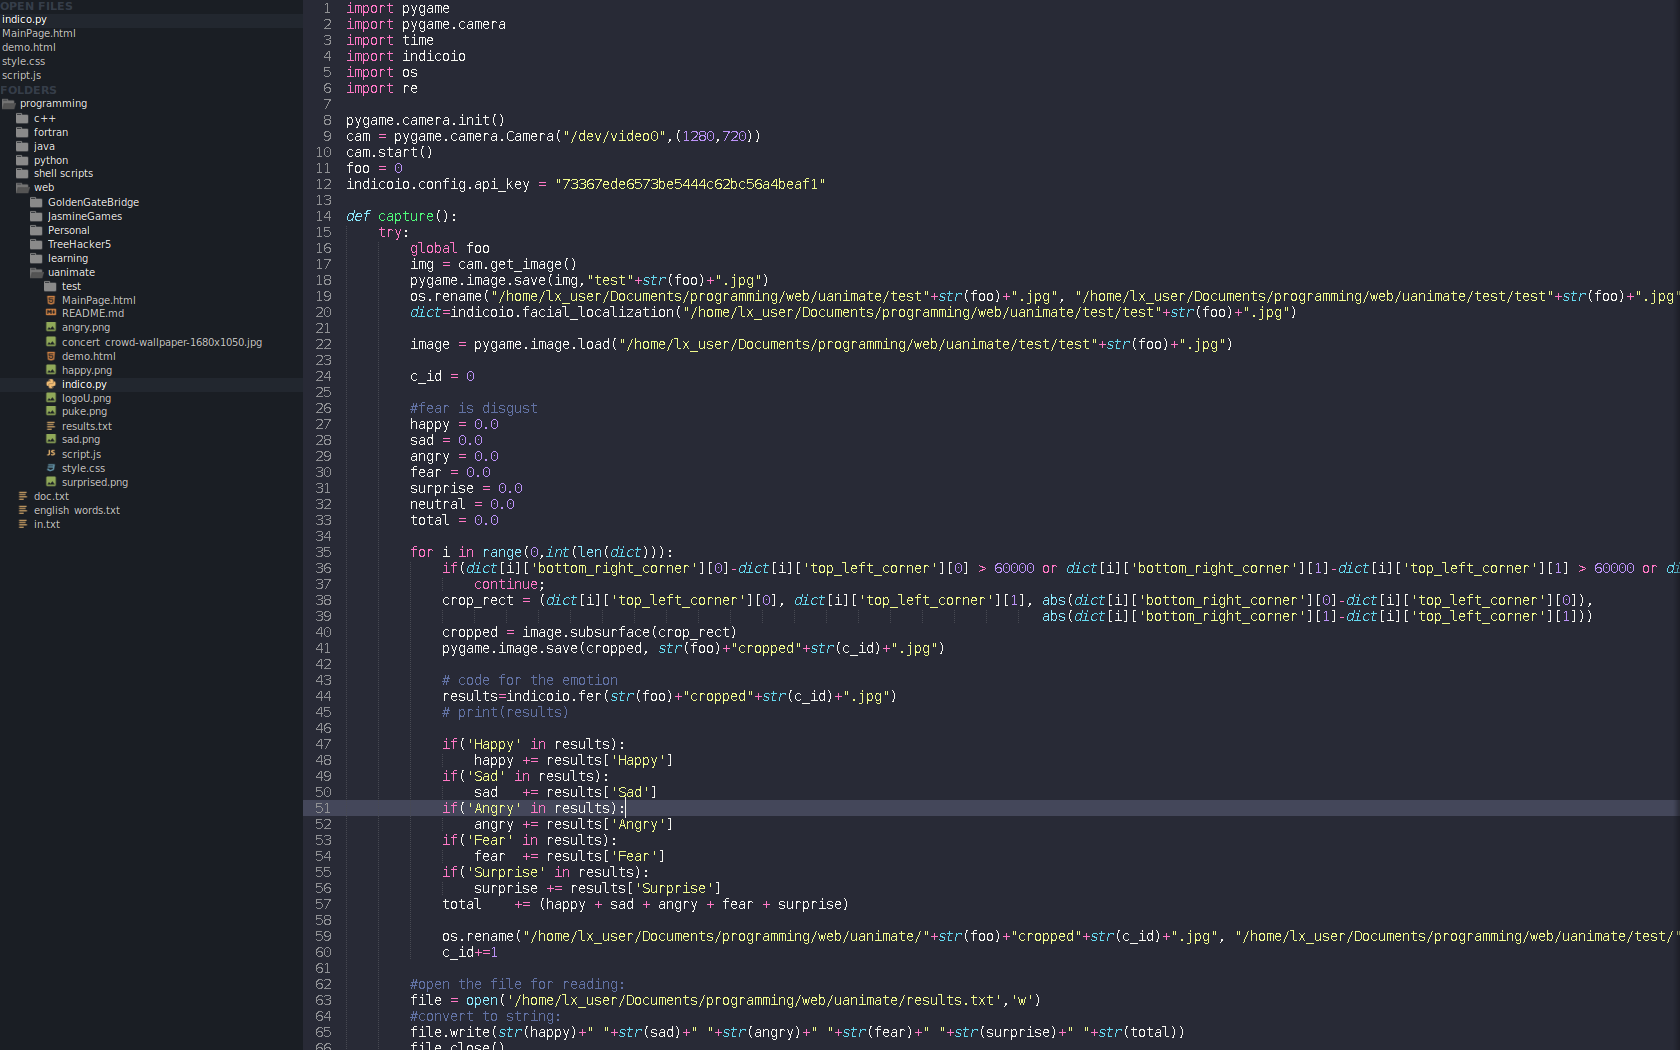 OPEN FILES
indico.py
MainPage.html
demo.html
style.css
script.js
FOLDERS
programming
c++
fortran
java
python
shell scripts
web
GoldenGateBridge
JasmineGames
Personal
TreeHacker5
learning
uanimate
test
MainPage.html
README.md
angry.png
concert crowd-wallpaper-1680x1050.jpg
demo.html
happy.png
indico.py
logoU.png
puke.png
results.txt
sad.png
script.js
style.css
surprised.png
doc.txt
english words.txt
in.txt
1 import pygame
2 import pygame.camera
3 import time
4 import indicoio
5 import os
6 import re
7
8 pygame.camera.init()
9 cam = pygame.camera.Camera("/dev/video0",(1280,720))
10 cam.start()
11 foo = 0
12 indicoio.config.api_key = "73367ede6573be5444c62bc56a4beaf1"
13
14 def capture():
15     try:
16         global foo
17         img = cam.get_image()
18         pygame.image.save(img,"test"+str(foo)+".jpg")
19         os.rename("/home/lx_user/Documents/programming/web/uanimate/test"+str(foo)+".jpg", "/home/lx_user/Documents/programming/web/uanimate/test/test"+str(foo)+".jpg"
20         dict=indicoio.facial_localization("/home/lx_user/Documents/programming/web/uanimate/test/test"+str(foo)+".jpg")
21
22         image = pygame.image.load("/home/lx_user/Documents/programming/web/uanimate/test/test"+str(foo)+".jpg")
23
24         c_id = 0
25
26         #fear is disgust
27         happy = 0.0
28         sad = 0.0
29         angry = 0.0
30         fear = 0.0
31         surprise = 0.0
32         neutral = 0.0
33         total = 0.0
34
35         for i in range(0,int(len(dict))):
36             if(dict[i]['bottom_right_corner'][0]-dict[i]['top_left_corner'][0] > 60000 or dict[i]['bottom_right_corner'][1]-dict[i]['top_left_corner'][1] > 60000 or di
37                 continue;
38             crop_rect = (dict[i]['top_left_corner'][0], dict[i]['top_left_corner'][1], abs(dict[i]['bottom_right_corner'][0]-dict[i]['top_left_corner'][0]),
39                                                                                        abs(dict[i]['bottom_right_corner'][1]-dict[i]['top_left_corner'][1]))
40             cropped = image.subsurface(crop_rect)
41             pygame.image.save(cropped, str(foo)+"cropped"+str(c_id)+".jpg")
42
43             # code for the emotion
44             results=indicoio.fer(str(foo)+"cropped"+str(c_id)+".jpg")
45             # print(results)
46
47             if('Happy' in results):
48                 happy += results['Happy']
49             if('Sad' in results):
50                 sad   += results['Sad']
51             if('Angry' in results):
52                 angry += results['Angry']
53             if('Fear' in results):
54                 fear  += results['Fear']
55             if('Surprise' in results):
56                 surprise += results['Surprise']
57             total    += (happy + sad + angry + fear + surprise)
58
59             os.rename("/home/lx_user/Documents/programming/web/uanimate/"+str(foo)+"cropped"+str(c_id)+".jpg", "/home/lx_user/Documents/programming/web/uanimate/test/"
60             c_id+=1
61
62         #open the file for reading:
63         file = open('/home/lx_user/Documents/programming/web/uanimate/results.txt','w')
64         #convert to string:
65         file.write(str(happy)+" "+str(sad)+" "+str(angry)+" "+str(fear)+" "+str(surprise)+" "+str(total))
66         file.close()